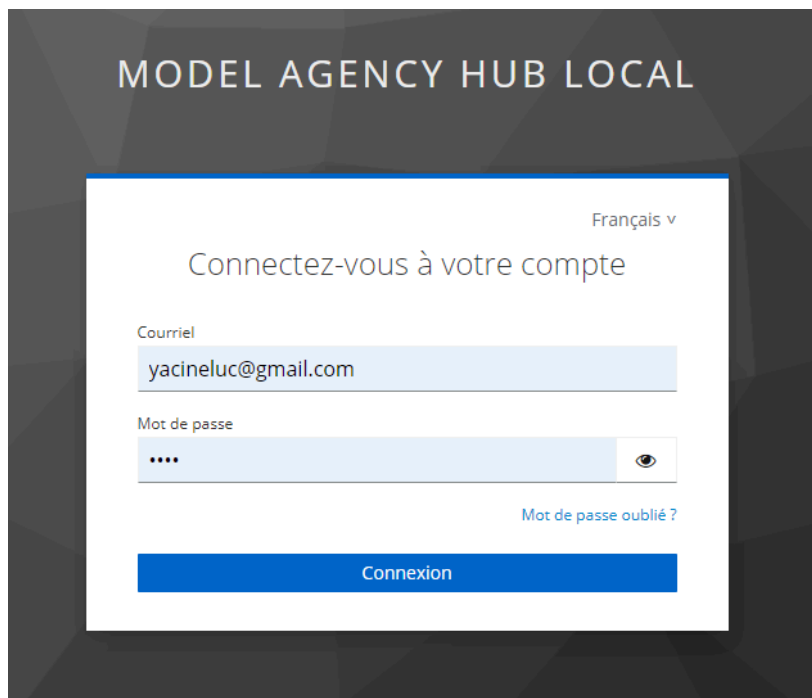 MODEL AGENCY HUB LOCAL
Français ˅
Connectez-vous à votre compte
Courriel
yacineluc@gmail.com
Mot de passe
••••
Mot de passe oublié ?
Connexion